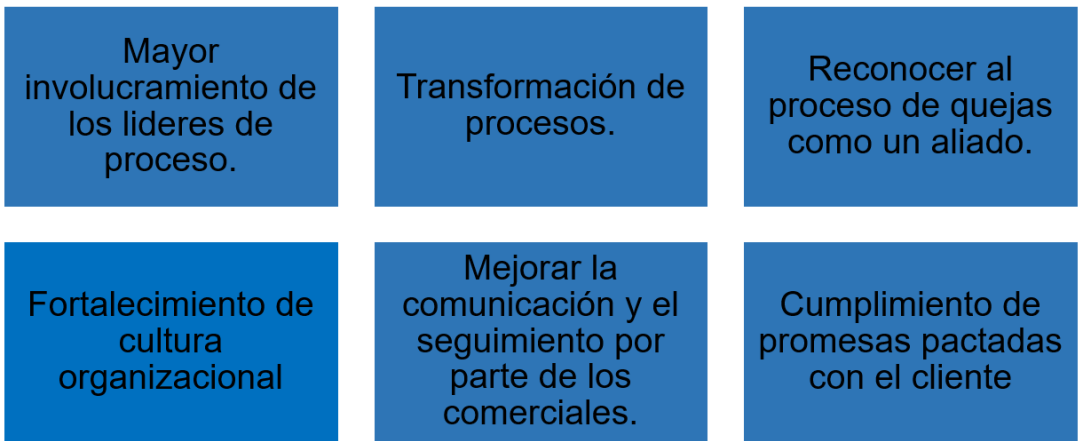 Mayor
involucramiento de
los lideres de
proceso.
Transformación de
procesos.
Reconocer al
proceso de quejas
como un aliado.
Fortalecimiento de
cultura
organizacional
Mejorar la
comunicación y el
seguimiento por
parte de los
comerciales.
Cumplimiento de
promesas pactadas
con el cliente